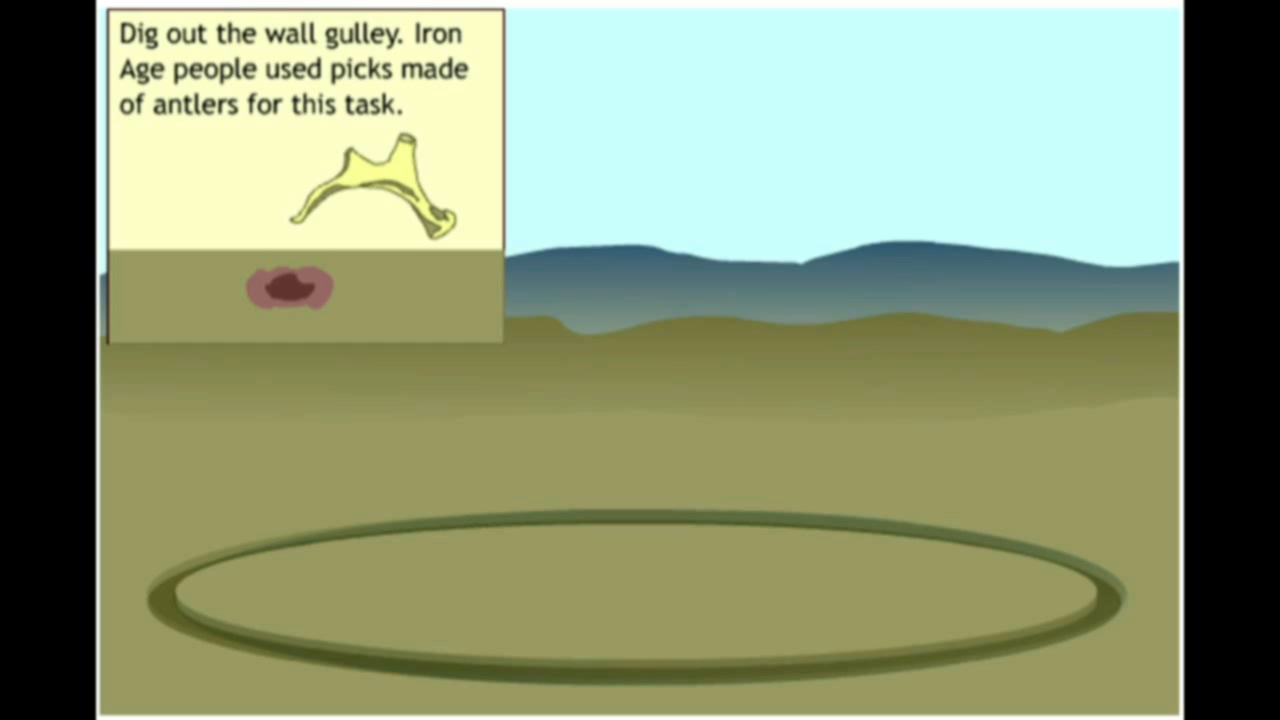 Dig out the wall gulley. Iron
Age people used picks made
of antlers for this task.